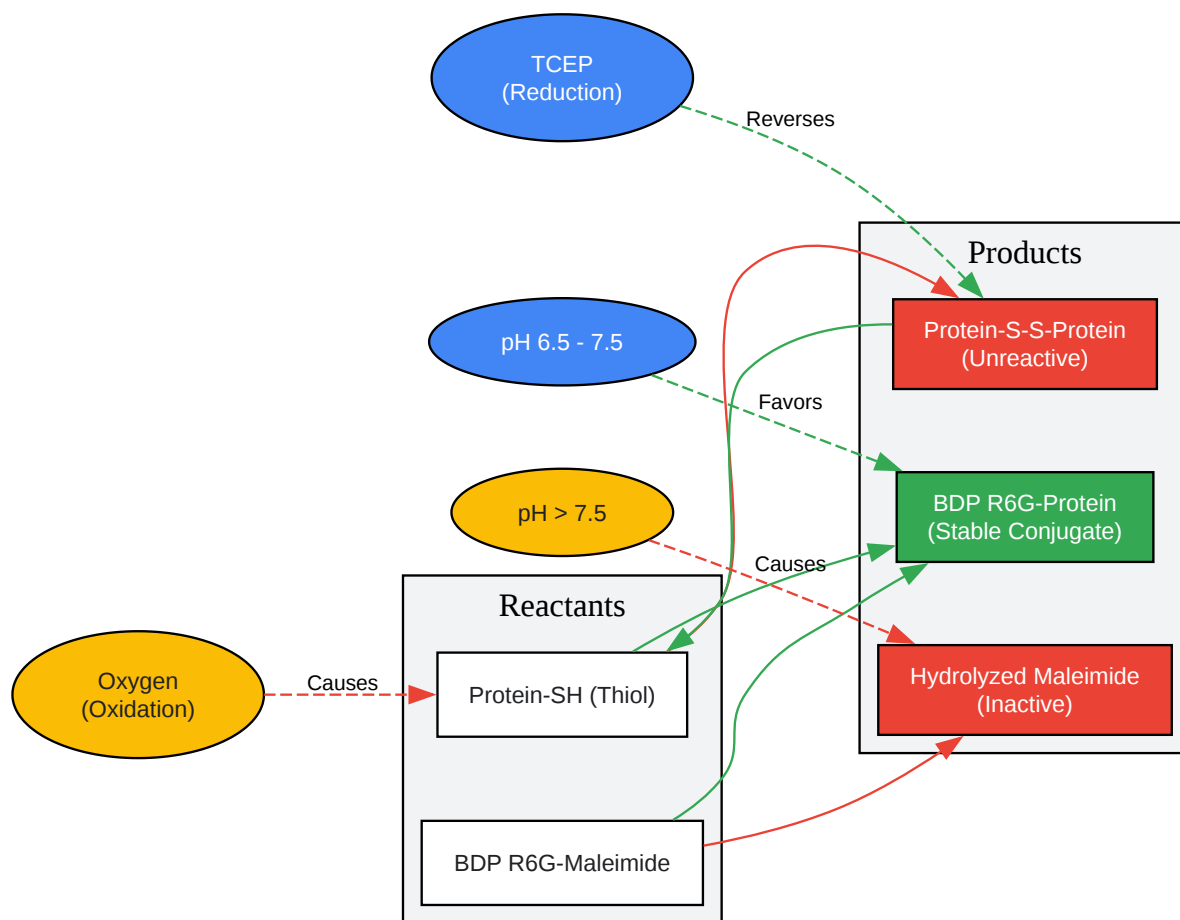 TCEP
(Reduction)
Reverses
Products
Protein-S-S-Protein
(Unreactive)
pH 6.5 - 7.5
Favors
BDP R6G-Protein
(Stable Conjugate)
pH > 7.5
Causes
Reactants
Hydrolyzed Maleimide
(Inactive)
Oxygen
(Oxidation)
Causes
Protein-SH (Thiol)
BDP R6G-Maleimide